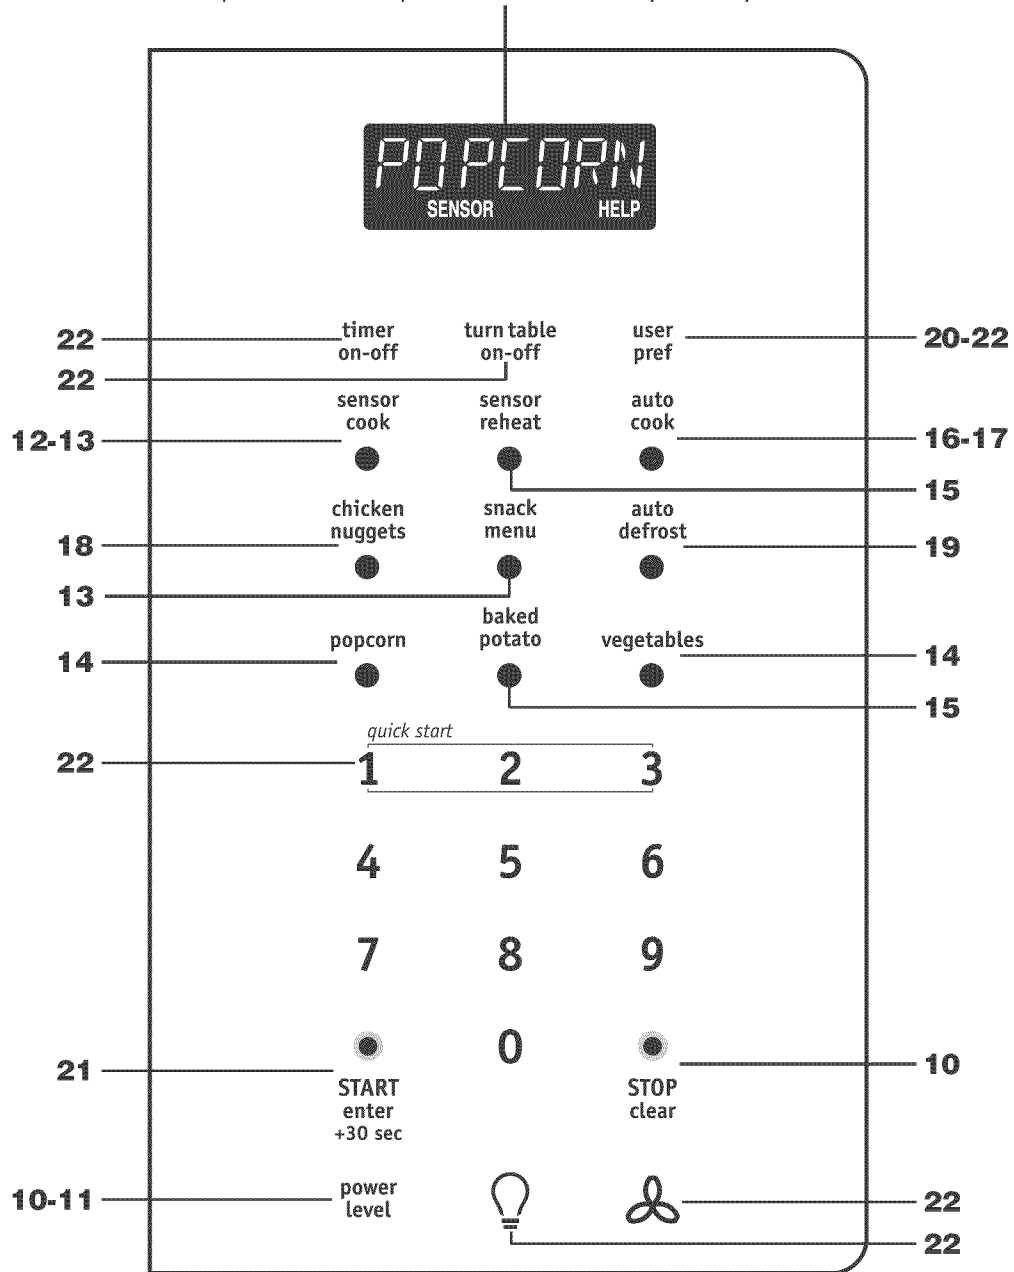 POPCORN
SENSOR HELP
22 timer on-off
turn table on-off
user pref 20-22
22
12-13 sensor cook
sensor reheat
auto cook 16-17
15
18 chicken nuggets
snack menu
auto defrost 19
13
14 popcorn
baked potato
vegetables 14
15
quick start
22 1 2 3
4 5 6
7 8 9
0
21 START enter +30 sec
STOP clear 10
10-11 power level
22
22